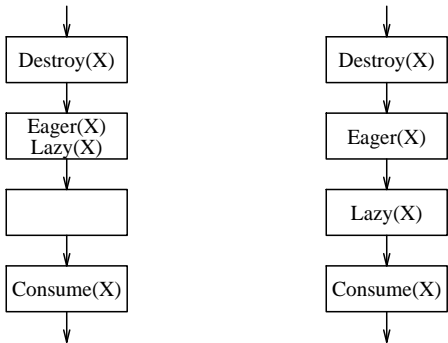 Destroy(X)
Eager(X)
Lazy(X)
Consume(X)
Destroy(X)
Eager(X)
Lazy(X)
Consume(X)